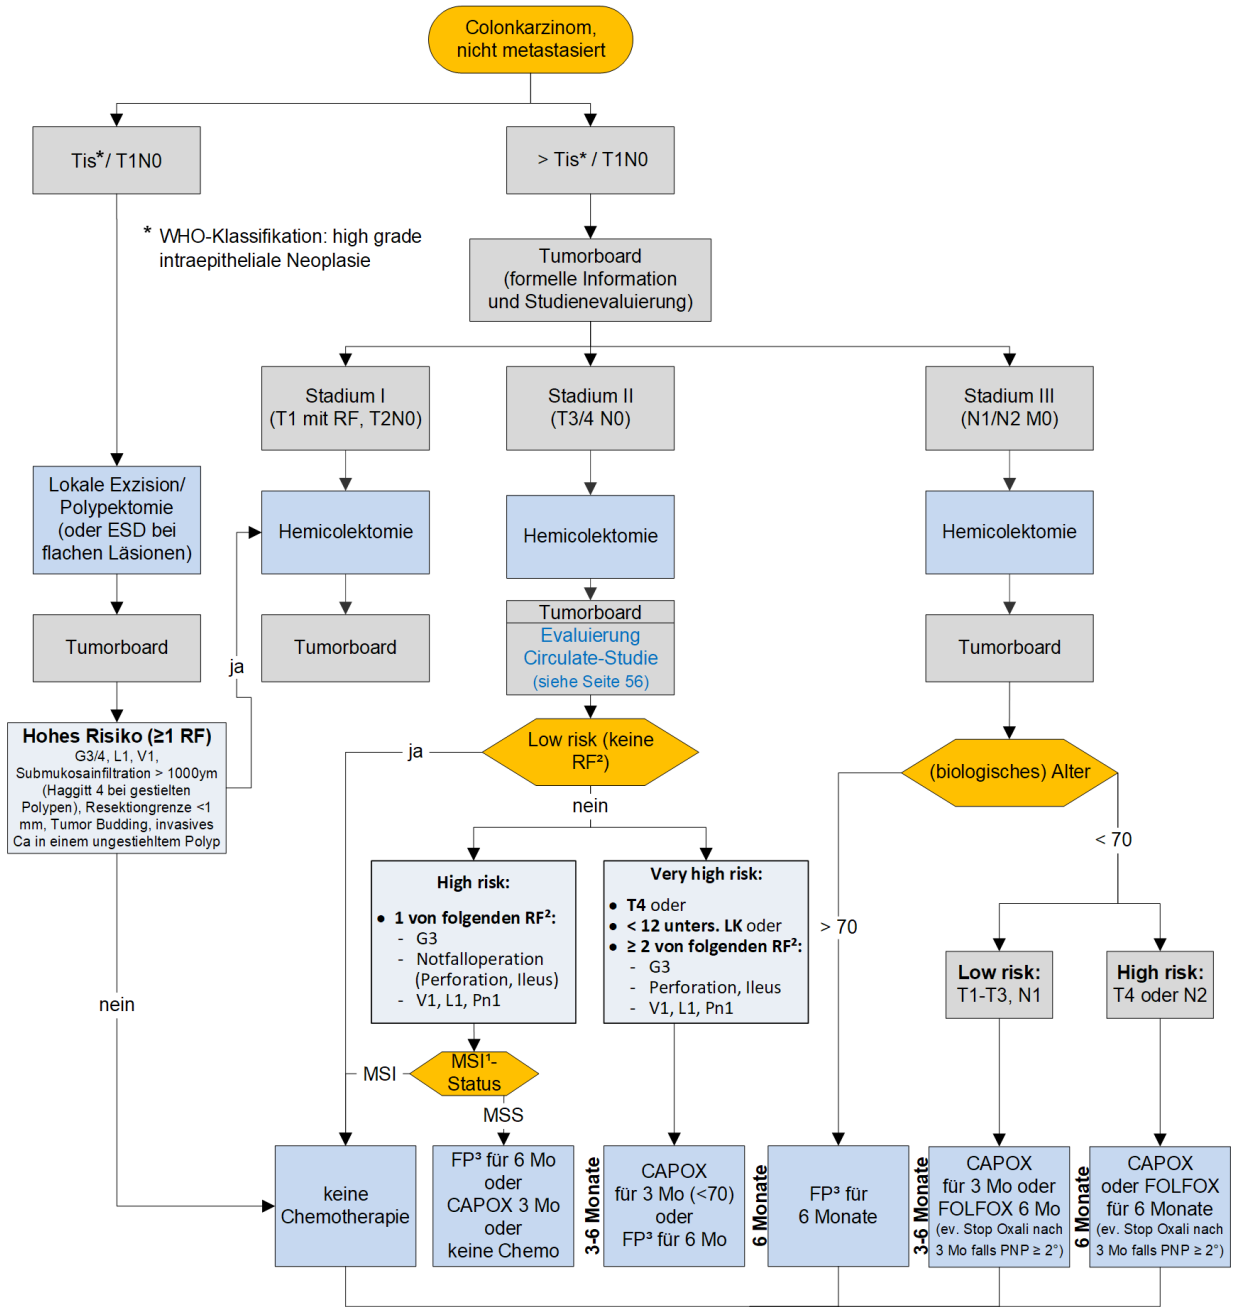 Colonkarzinom,
nicht metastasiert
Tis*/ T1N0
> Tis* / T1N0
* WHO-Klassifikation: high grade
intraepitheliale Neoplasie
Tumorboard
(formelle Information
und Studienevaluierung)
Stadium I
(T1 mit RF, T2N0)
Stadium II
(T3/4 N0)
Stadium III
(N1/N2 M0)
Lokale Exzision/
Polypektomie
(oder ESD bei
flachen Läsionen)
Hemicolektomie
Hemicolektomie
Hemicolektomie
Tumorboard
Tumorboard
Tumorboard
Evaluierung
Circulate-Studie
(siehe Seite 56)
Tumorboard
ja
Hohes Risiko (≥1 RF)
G3/4, L1, V1,
Submukosainfiltration > 1000ym
(Haggitt 4 bei gestielten
Polypen), Resektiongrenze <1
mm, Tumor Budding, invasives
Ca in einem ungestiehltem Polyp
ja
Low risk (keine
RF²)
nein
(biologisches) Alter
< 70
> 70
High risk:
● 1 von folgenden RF²:
- G3
- Notfalloperation
(Perforation, Ileus)
- V1, L1, Pn1
Very high risk:
● T4 oder
● < 12 unters. LK oder
● ≥ 2 von folgenden RF²:
- G3
- Perforation, Ileus
- V1, L1, Pn1
Low risk:
T1-T3, N1
High risk:
T4 oder N2
nein
MSI
MSI¹-
Status
MSS
keine
Chemotherapie
FP³ für 6 Mo
oder
CAPOX 3 Mo
oder
keine Chemo
3-6 Monate
CAPOX
für 3 Mo (<70)
oder
FP³ für 6 Mo
6 Monate
FP³ für
6 Monate
3-6 Monate
CAPOX
für 3 Mo oder
FOLFOX 6 Mo
(ev. Stop Oxali nach
3 Mo falls PNP ≥ 2°)
6 Monate
CAPOX
oder FOLFOX
für 6 Monate
(ev. Stop Oxali nach
3 Mo falls PNP ≥ 2°)